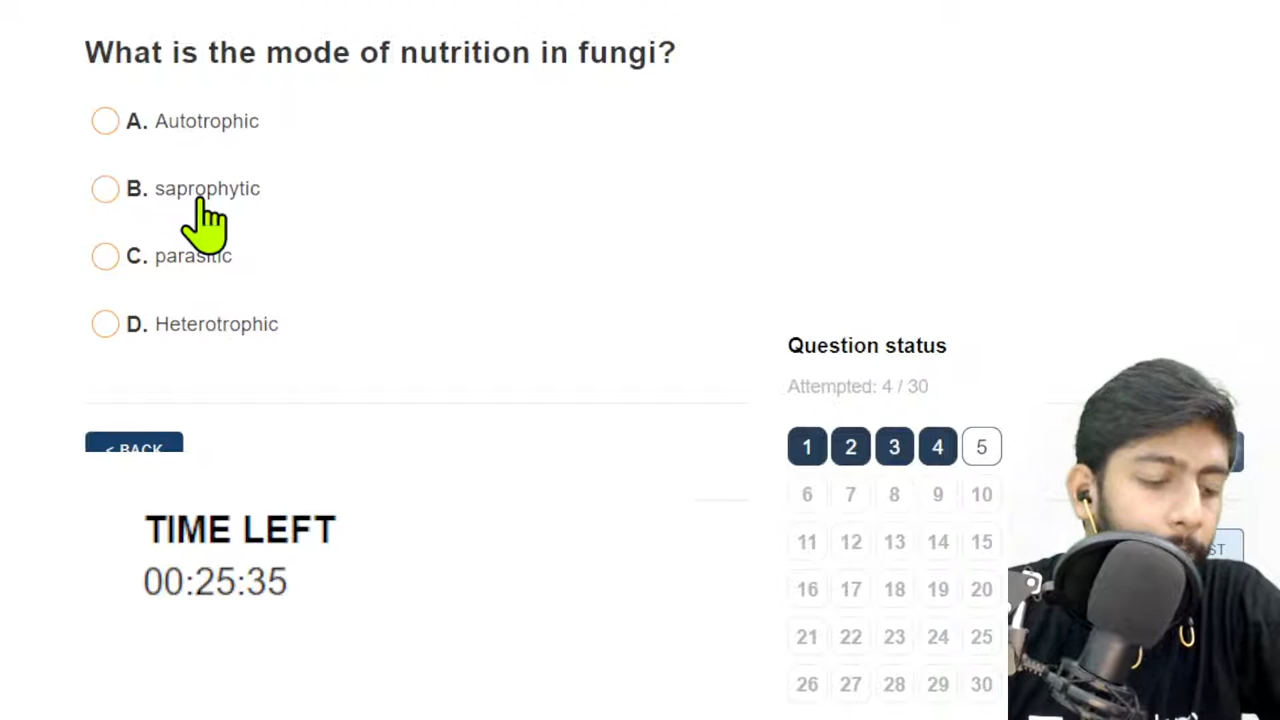 What is the mode of nutrition in fungi?
A. Autotrophic
B. saprophytic
C. parasitic
D. Heterotrophic
Question status
Attempted: 4 / 30
< BACK
1 2 3 4 5
6 7 8 9 10
TIME LEFT
11 12 13 14 15
00:25:35
16 17 18 19 20
21 22 23 24 25
26 27 28 29 30